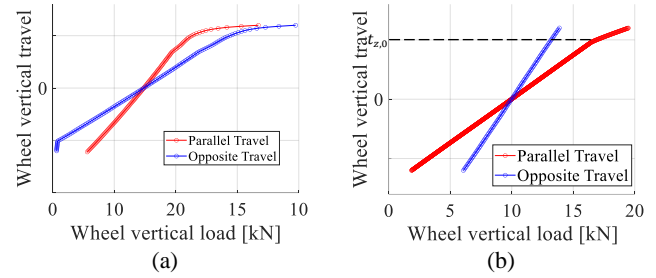 Wheel vertical travel
0
Parallel Travel
Opposite Travel
0 10 20 15 10
Wheel vertical load [kN]
(a)
Wheel vertical travel
t_{z,0}
0
Parallel Travel
Opposite Travel
0 5 10 15 20
Wheel vertical load [kN]
(b)